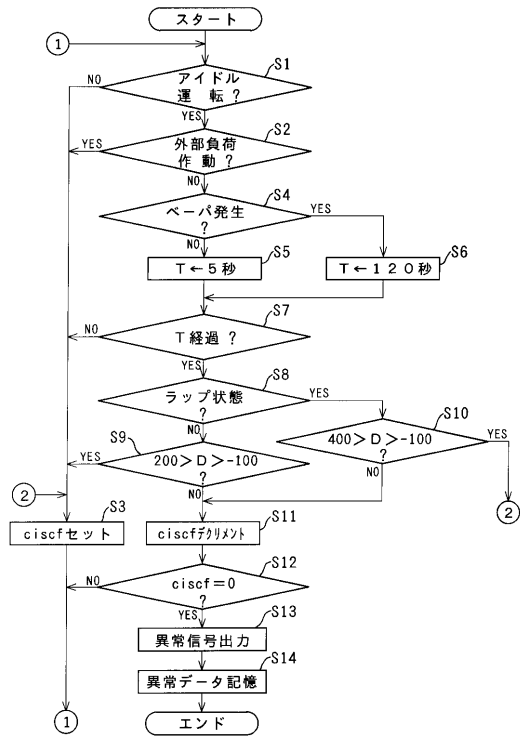 スタート
1
S1
NO
アイドル
運転?
YES
S2
YES
外部負荷
作動?
NO
S4
ベーパ発生
?
YES
NO
S5
S6
T←5秒
T←120秒
S7
NO
T経過?
YES
S8
ラップ状態
?
YES
NO
S9
S10
YES
200>D>-100
?
400>D>-100
?
YES
NO
NO
2
2
S3
S11
ciscfセット
ciscfデクリメント
S12
NO
ciscf=0
?
YES
S13
異常信号出力
S14
異常データ記憶
1
エンド